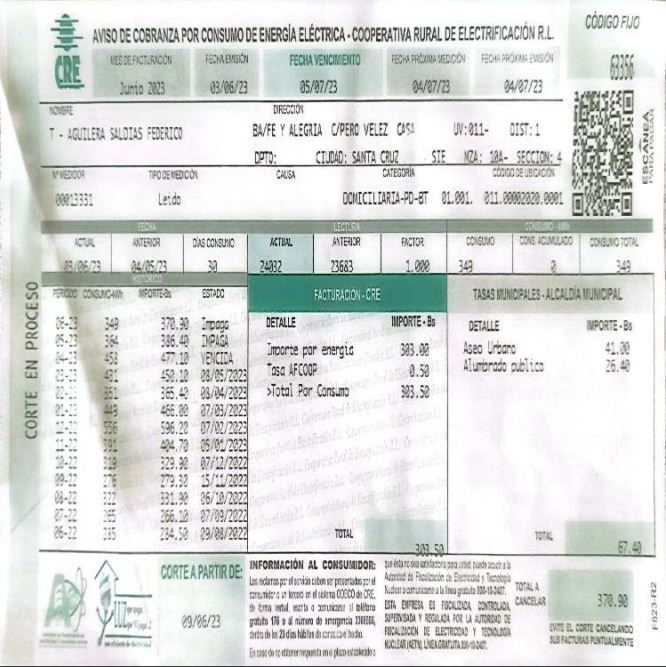 AVISO DE COBRANZA POR CONSUMO DE ENERGÍA ELÉCTRICA - COOPERATIVA RURAL DE ELECTRIFICACIÓN R.L.
CÓDIGO FIJO
63356
CRE
MES DE FACTURACIÓN FECHA EMISIÓN FECHA VENCIMIENTO FECHA PRÓXIMA MEDICIÓN FECHA PRÓXIMA EMISIÓN
Junio 2023 03/06/23 05/07/23 04/07/23 04/07/23
NOMBRE DIRECCIÓN
T - AGUILERA SALDIAS FEDERICO BA/FE Y ALEGRIA C/PERO VELEZ CASA UV:011- DIST:1
DPTO: CIUDAD: SANTA CRUZ SIE MZA: 10A- SECCION: 4
ESCANEA PARA PAGAR
Nº MEDIDOR TIPO DE MEDICIÓN CAUSA CATEGORÍA CÓDIGO DE UBICACIÓN
00013331 Leido DOMICILIARIA-PD-BT 01.001. 011.00002020.0001
FECHA LECTURA CONSUMO - kWh
ACTUAL ANTERIOR DÍAS CONSUMO ACTUAL ANTERIOR FACTOR CONSUMO CONS. ACUMULADO CONSUMO TOTAL
03/06/23 04/05/23 30 24032 23683 1.000 349 0 349
HISTÓRICO
PERIODO CONSUMO-kWh IMPORTE-Bs ESTADO
06-23 349 370.90 Impaga
05-23 364 386.40 IMPAGA
04-23 458 477.10 VENCIDA
03-23 431 450.10 08/05/2023
02-23 351 365.40 08/04/2023
01-23 449 466.00 07/03/2023
12-22 556 596.20 07/02/2023
11-22 391 404.70 05/01/2023
10-22 319 329.90 07/12/2022
09-22 276 279.30 15/11/2022
08-22 322 331.90 06/10/2022
07-22 265 266.10 07/09/2022
06-22 285 284.50 09/08/2022
FACTURACIÓN - CRE
DETALLE IMPORTE - Bs
Importe por energia 303.00
Tasa AFCOOP 0.50
>Total Por Consumo 303.50
TOTAL
303.50
TASAS MUNICIPALES - ALCALDÍA MUNICIPAL
DETALLE IMPORTE - Bs
Aseo Urbano 41.00
Alumbrado publico 26.40
TOTAL
67.40
CORTE EN PROCESO
CORTE A PARTIR DE:
09/06/23
INFORMACIÓN AL CONSUMIDOR:
Los reclamos por el servicio deben ser presentados por el
consumidor o un tercero en el sistema ODECO de CRE,
de forma verbal, escrita o comunicarse al teléfono
gratuito 176 o al número de emergencia
dentro de los 20 días hábiles de conocido el hecho.
En caso de no obtener respuesta en el plazo establecido o
que ésta no sea satisfactoria para usted puede acudir a la
Autoridad de Fiscalización de Electricidad y Tecnología
Nuclear o comunicarse a la línea gratuita 800-10-2407.
ESTA EMPRESA ES FISCALIZADA, CONTROLADA,
SUPERVISADA Y REGULADA POR LA AUTORIDAD DE
FISCALIZACIÓN DE ELECTRICIDAD Y TECNOLOGÍA
NUCLEAR (AETN), LÍNEA GRATUITA 800-10-2407.
TOTAL A CANCELAR
370.90
EVITE EL CORTE CANCELANDO
SUS FACTURAS PUNTUALMENTE
F823-R2